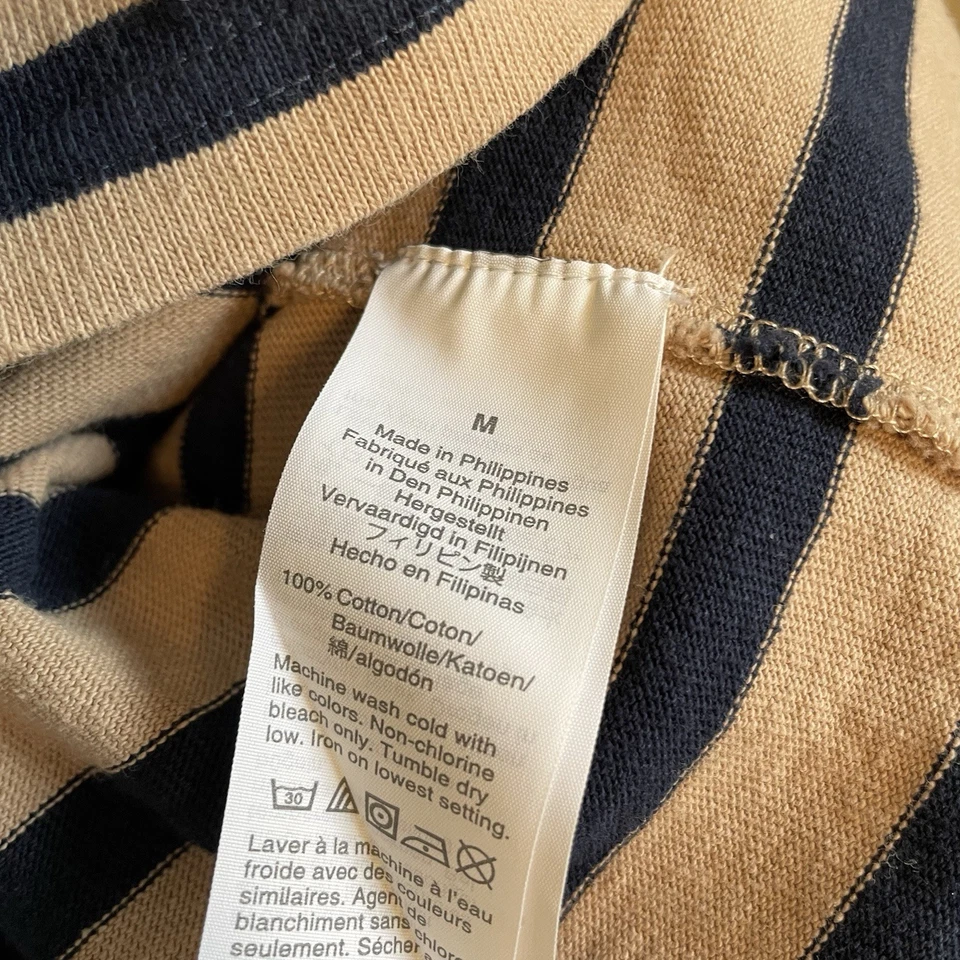 M
Made in Philippines
Fabriqué aux Philippines
in Den Philippinen
Hergestellt
Vervaardigd in Filipijnen
フィリピン製
Hecho en Filipinas
100% Cotton/Coton/
Baumwolle/Katoen/
綿/algodón
Machine wash cold with
like colors. Non-chlorine
bleach only. Tumble dry
low. Iron on lowest setting.
30
Laver à la machine à l'eau
froide avec des couleurs
similaires. Agent de
blanchiment sans chlore
seulement. Sécher